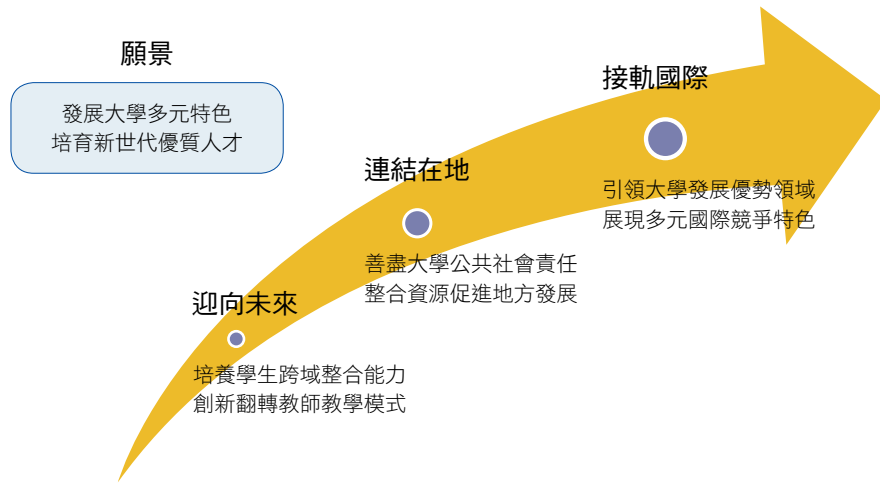 願景
發展大學多元特色
培育新世代優質人才
接軌國際
引領大學發展優勢領域
展現多元國際競爭特色
連結在地
善盡大學公共社會責任
整合資源促進地方發展
迎向未來
培養學生跨域整合能力
創新翻轉教師教學模式